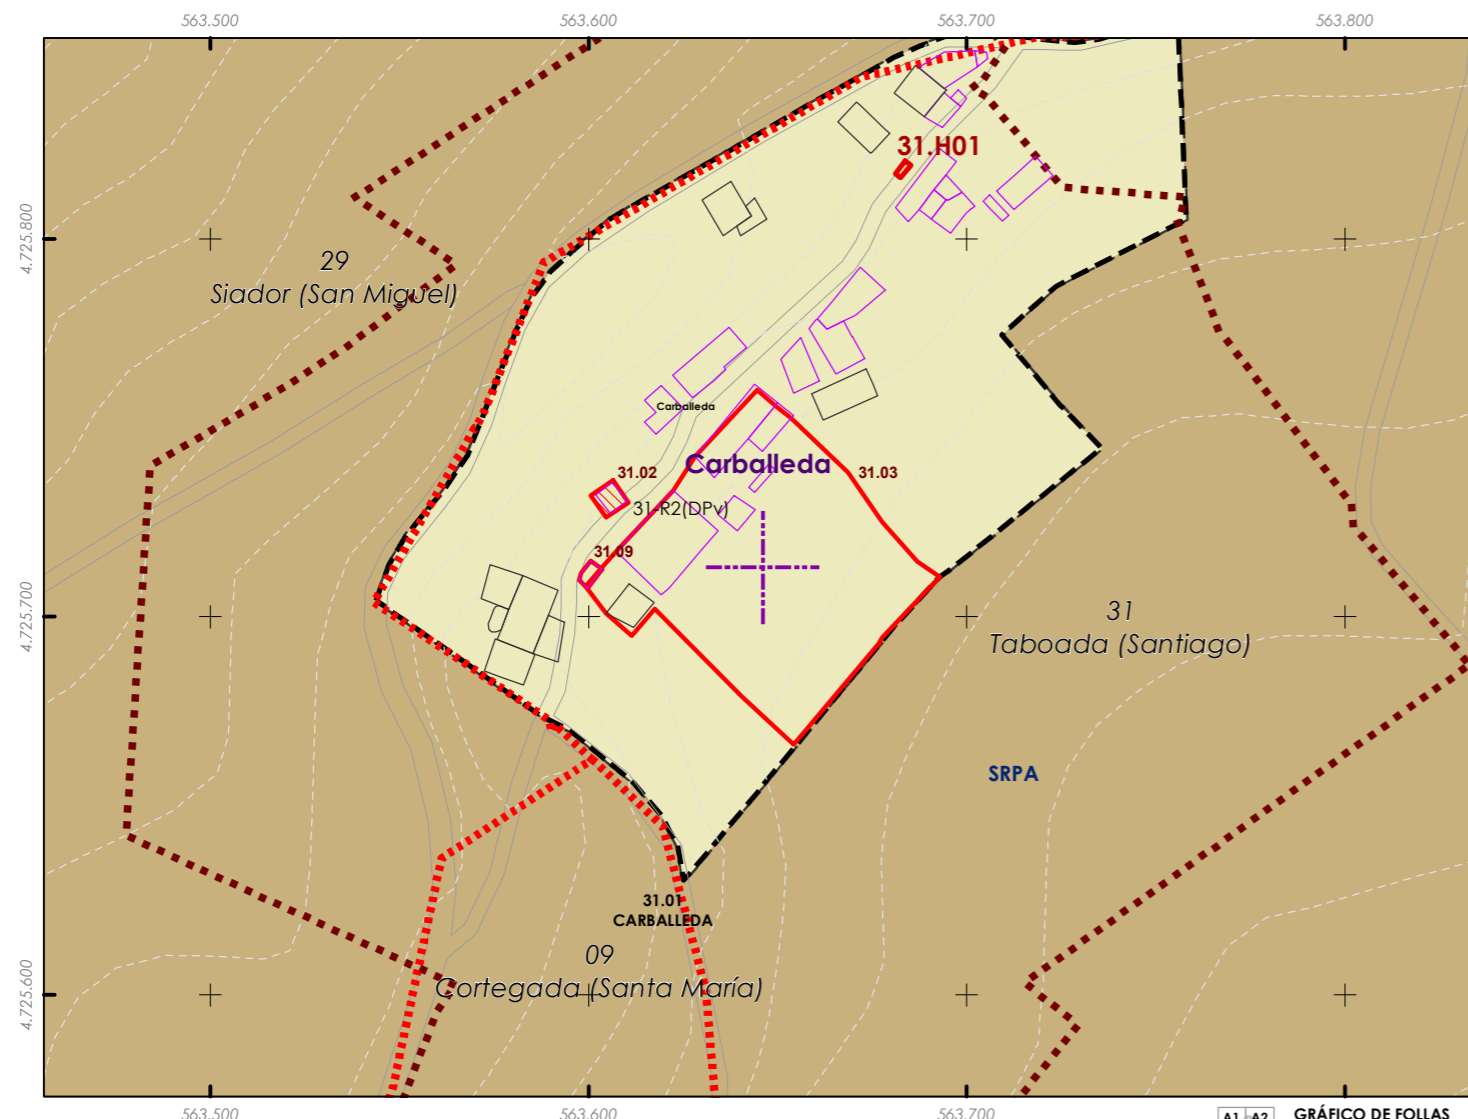 563.500 563.600 563.700 563.800
31.H01
4.725.800
29
Siador (San Miguel)
Carballeda
Carballeda
31.02
31.03
31-R2(DPv)
31.09
4.725.700
31
Taboada (Santiago)
SRPA
31.01
CARBALLEDA
09
Cortegada (Santa María)
4.725.600
563.500 563.600 563.700
A1 A2 GRÁFICO DE FOLLAS